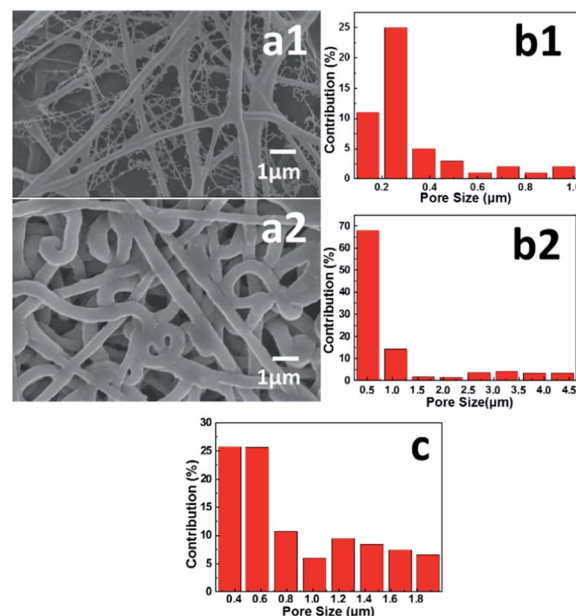 a1
1μm
b1
Contribution (%)
25
20
15
10
5
0
0.2 0.4 0.6 0.8 1.0
Pore Size (μm)
a2
1μm
b2
Contribution (%)
70
60
50
40
30
20
10
0
0.5 1.0 1.5 2.0 2.5 3.0 3.5 4.0 4.5
Pore Size(μm)
c
Contribution (%)
30
25
20
15
10
5
0
0.4 0.6 0.8 1.0 1.2 1.4 1.6 1.8
Pore Size (μm)